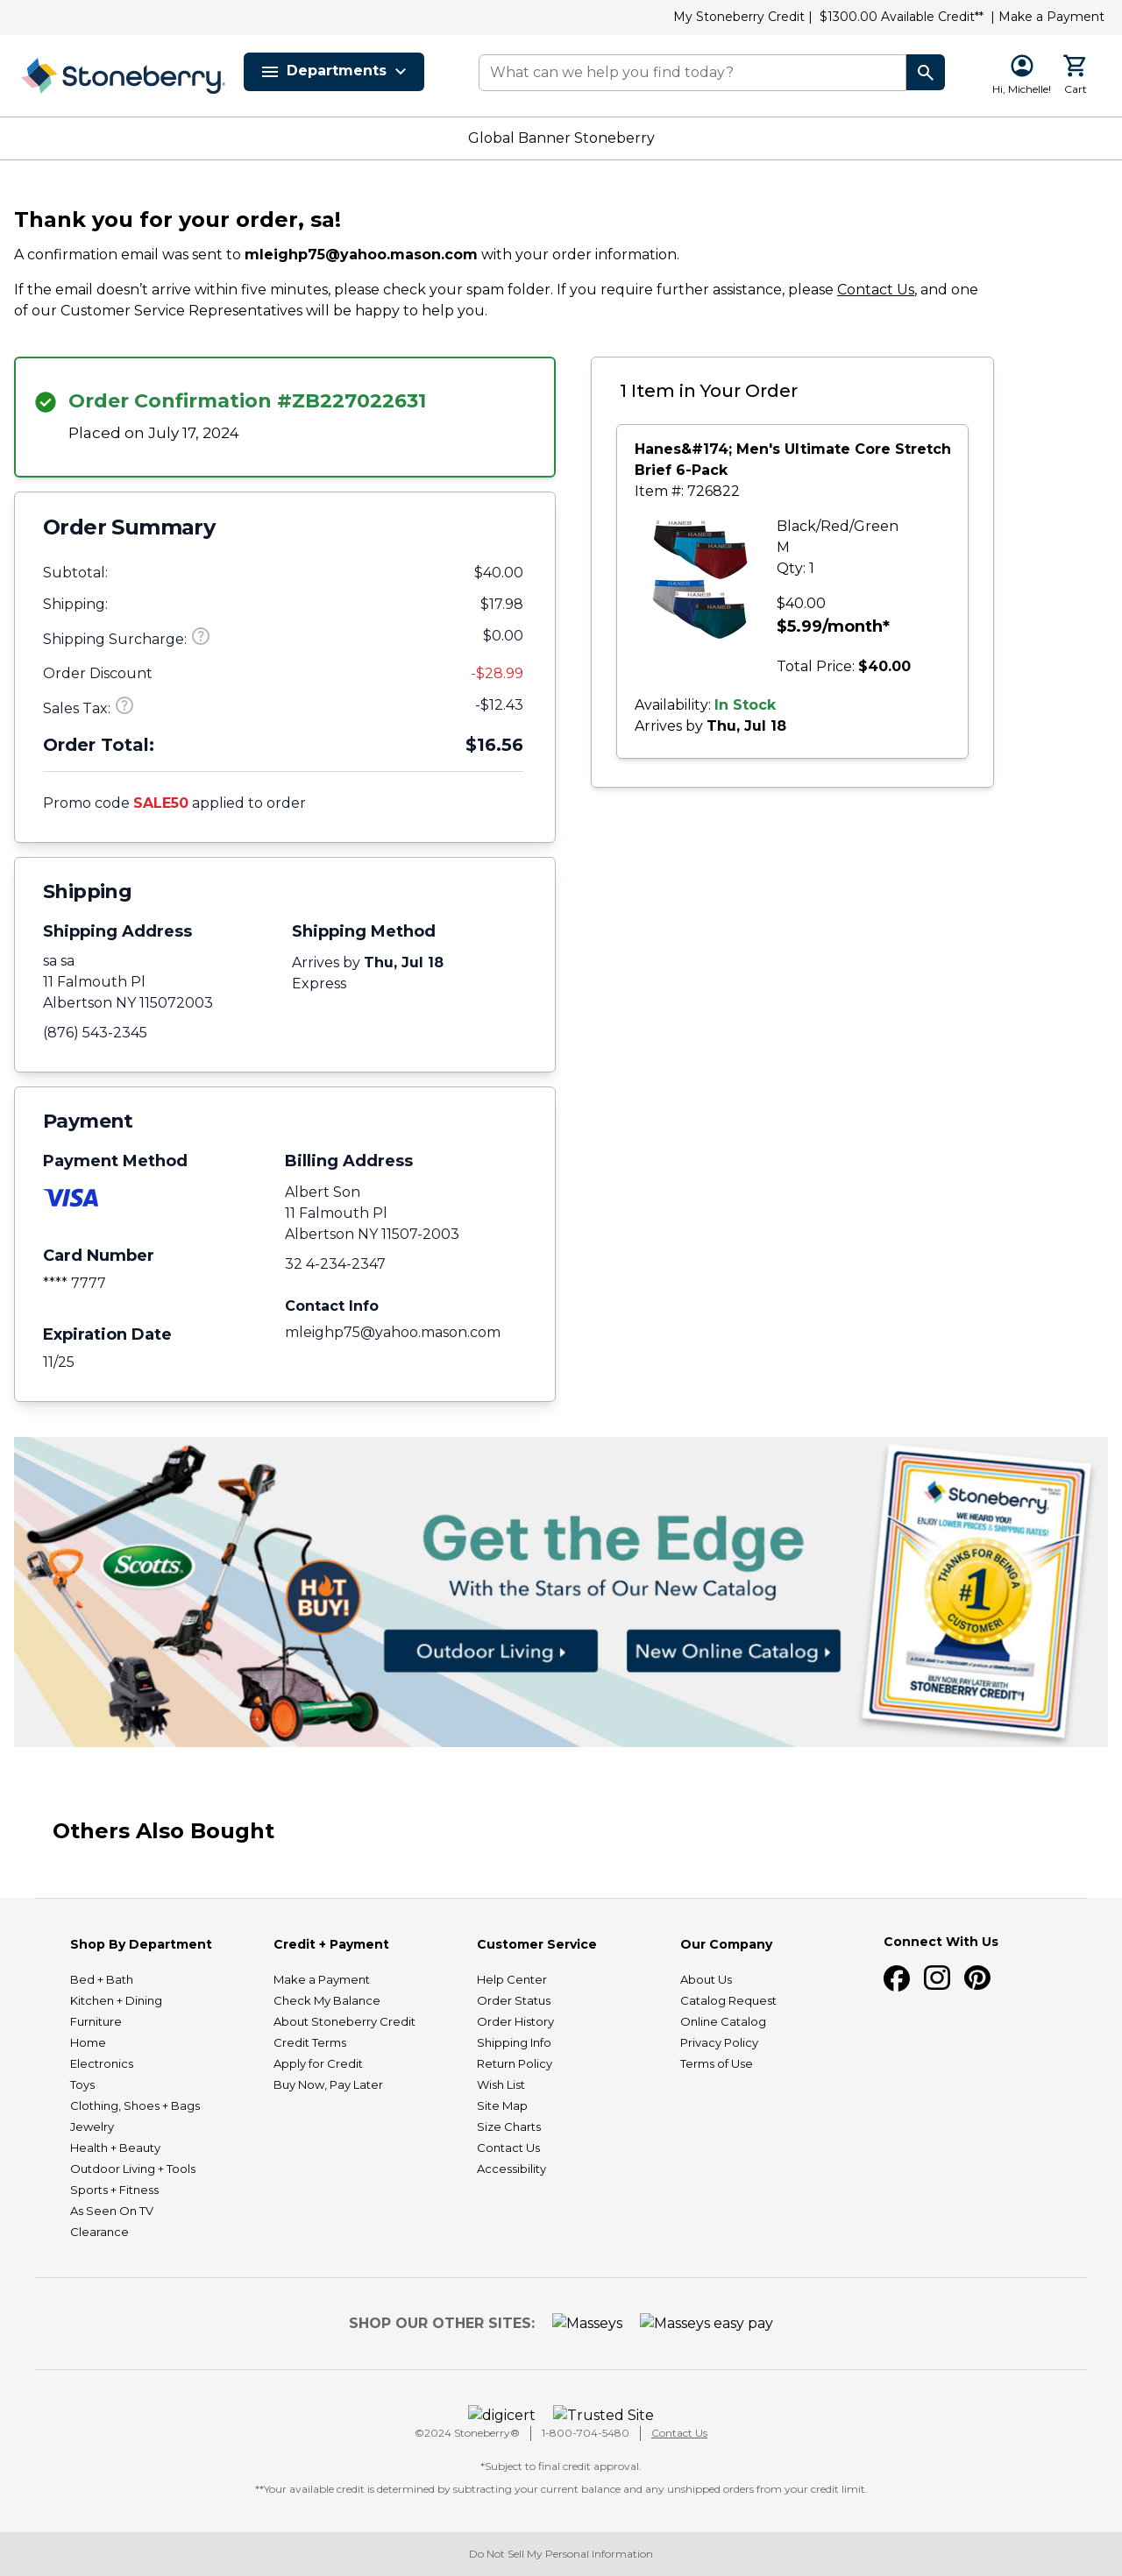 My Stoneberry Credit | $1300.00 Available Credit** | Make a Payment
Stoneberry
Departments
What can we help you find today?
Hi, Michelle!
Cart
Global Banner Stoneberry
Thank you for your order, sa!
A confirmation email was sent to mleighp75@yahoo.mason.com with your order information.
If the email doesn’t arrive within five minutes, please check your spam folder. If you require further assistance, please Contact Us, and one
of our Customer Service Representatives will be happy to help you.
Order Confirmation #ZB227022631
Placed on July 17, 2024
Order Summary
Subtotal: $40.00
Shipping: $17.98
Shipping Surcharge: ? $0.00
Order Discount -$28.99
Sales Tax: ? -$12.43
Order Total: $16.56
Promo code SALE50 applied to order
Shipping
Shipping Address
sa sa
11 Falmouth Pl
Albertson NY 115072003
(876) 543-2345
Shipping Method
Arrives by Thu, Jul 18
Express
Payment
Payment Method
VISA
Card Number
**** 7777
Expiration Date
11/25
Billing Address
Albert Son
11 Falmouth Pl
Albertson NY 11507-2003
32 4-234-2347
Contact Info
mleighp75@yahoo.mason.com
1 Item in Your Order
Hanes&#174; Men's Ultimate Core Stretch
Brief 6-Pack
Item #: 726822
Black/Red/Green
M
Qty: 1
$40.00
$5.99/month*
Total Price: $40.00
Availability: In Stock
Arrives by Thu, Jul 18
Scotts
HOT
BUY!
Get the Edge
With the Stars of Our New Catalog
Outdoor Living
New Online Catalog
Stoneberry
WE HEARD YOU!
ENJOY LOWER PRICES & SHIPPING RATES!
THANKS FOR BEING A
#1
CUSTOMER!
BUY NOW, PAY LATER WITH
STONEBERRY CREDIT!
Others Also Bought
Shop By Department
Bed + Bath
Kitchen + Dining
Furniture
Home
Electronics
Toys
Clothing, Shoes + Bags
Jewelry
Health + Beauty
Outdoor Living + Tools
Sports + Fitness
As Seen On TV
Clearance
Credit + Payment
Make a Payment
Check My Balance
About Stoneberry Credit
Credit Terms
Apply for Credit
Buy Now, Pay Later
Customer Service
Help Center
Order Status
Order History
Shipping Info
Return Policy
Wish List
Site Map
Size Charts
Contact Us
Accessibility
Our Company
About Us
Catalog Request
Online Catalog
Privacy Policy
Terms of Use
Connect With Us
SHOP OUR OTHER SITES: Masseys Masseys easy pay
digicert Trusted Site
©2024 Stoneberry® | 1-800-704-5480 | Contact Us
*Subject to final credit approval.
**Your available credit is determined by subtracting your current balance and any unshipped orders from your credit limit.
Do Not Sell My Personal Information